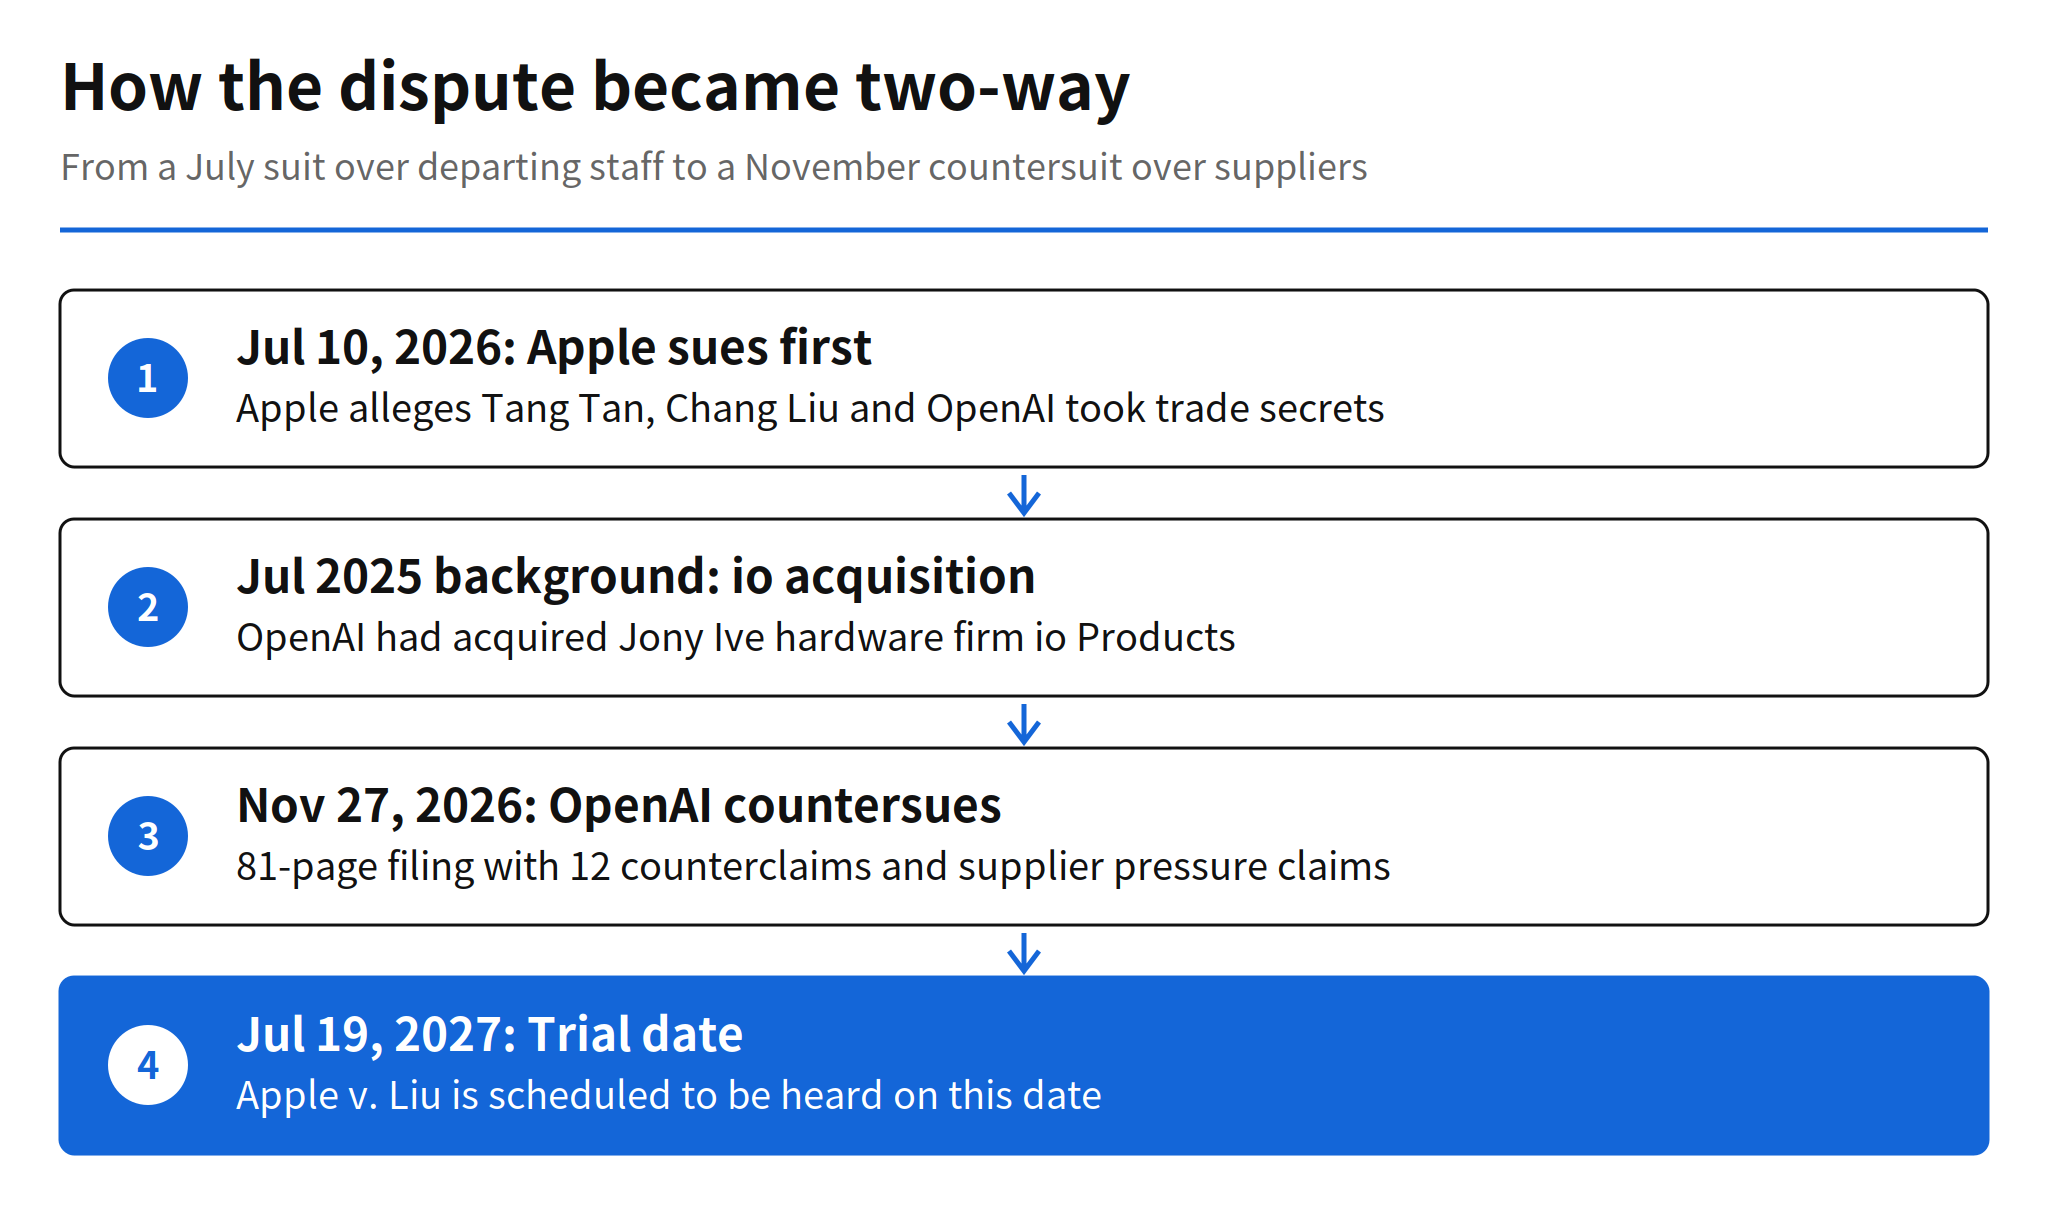 How the dispute became two-way
From a July suit over departing staff to a November countersuit over suppliers
1
Jul 10, 2026: Apple sues first
Apple alleges Tang Tan, Chang Liu and OpenAI took trade secrets
2
Jul 2025 background: io acquisition
OpenAI had acquired Jony Ive hardware firm io Products
3
Nov 27, 2026: OpenAI countersues
81-page filing with 12 counterclaims and supplier pressure claims
4
Jul 19, 2027: Trial date
Apple v. Liu is scheduled to be heard on this date